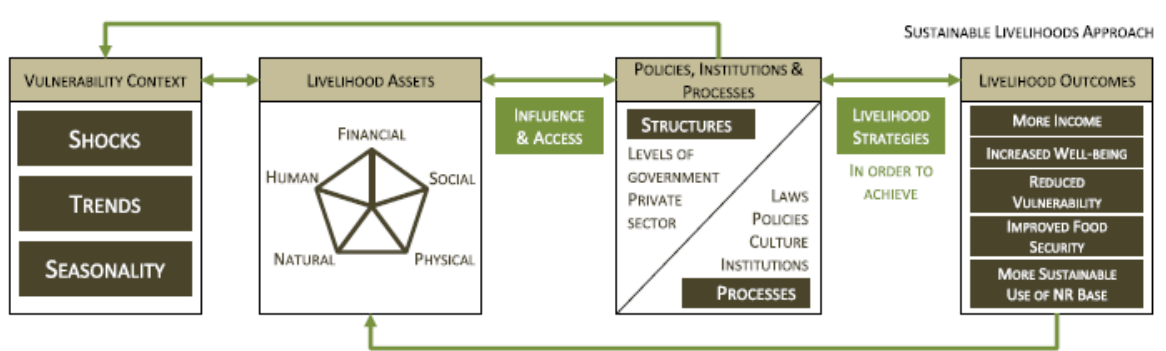 SUSTAINABLE LIVELIHOODS APPROACH
VULNERABILITY CONTEXT
SHOCKS
TRENDS
SEASONALITY
LIVELIHOOD ASSETS
FINANCIAL
HUMAN
SOCIAL
NATURAL
PHYSICAL
INFLUENCE
& ACCESS
POLICIES, INSTITUTIONS &
PROCESSES
STRUCTURES
LEVELS OF
GOVERNMENT
PRIVATE
SECTOR
LAWS
POLICIES
CULTURE
INSTITUTIONS
PROCESSES
LIVELIHOOD
STRATEGIES
IN ORDER TO
ACHIEVE
LIVELIHOOD OUTCOMES
MORE INCOME
INCREASED WELL-BEING
REDUCED
VULNERABILITY
IMPROVED FOOD
SECURITY
MORE SUSTAINABLE
USE OF NR BASE